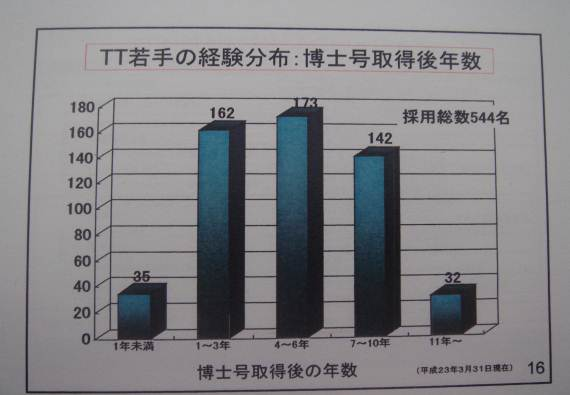 TT若手の経験分布：博士号取得後年数
採用総数544名
180
160
140
120
100
80
60
40
20
0
35
162
173
142
32
1年未満
1～3年
4～6年
7～10年
11年～
博士号取得後の年数
（平成23年3月31日現在）
16